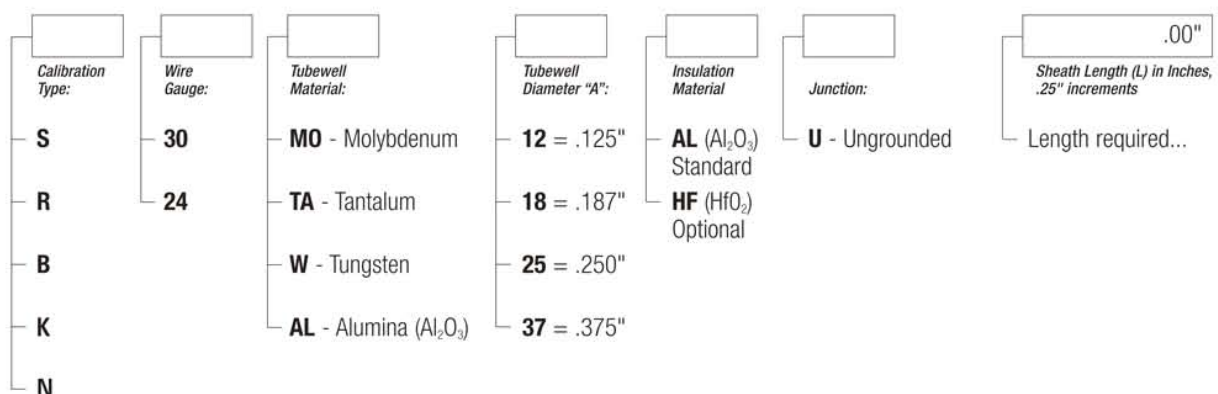 .00"
Calibration
Type:
Wire
Gauge:
Tubewell
Material:
Tubewell
Diameter “A”:
Insulation
Material
Junction:
Sheath Length (L) in Inches,
.25" increments
S
R
B
K
N
30
24
MO - Molybdenum
TA - Tantalum
W - Tungsten
AL - Alumina (Al₂O₃)
12 = .125"
18 = .187"
25 = .250"
37 = .375"
AL (Al₂O₃)
Standard
HF (HfO₂)
Optional
U - Ungrounded
Length required...